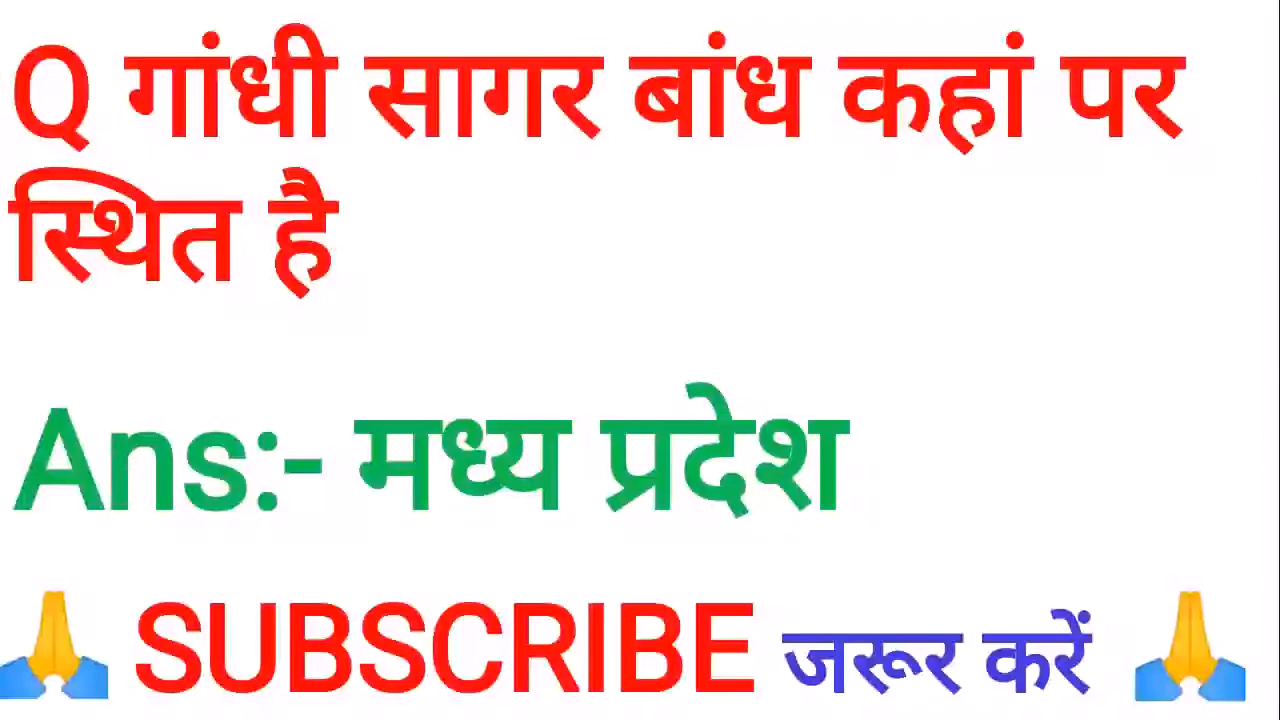 Q गांधी सागर बांध कहां पर
स्थित है
Ans:- मध्य प्रदेश
🙏 SUBSCRIBE जरूर करें 🙏